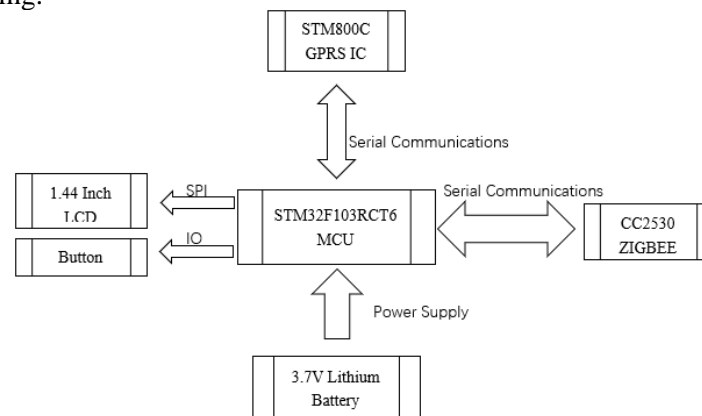 ing.
STM800C
GPRS IC
Serial Communications
1.44 Inch
LCD
SPI
STM32F103RCT6
MCU
Serial Communications
CC2530
ZIGBEE
IO
Button
Power Supply
3.7V Lithium
Battery